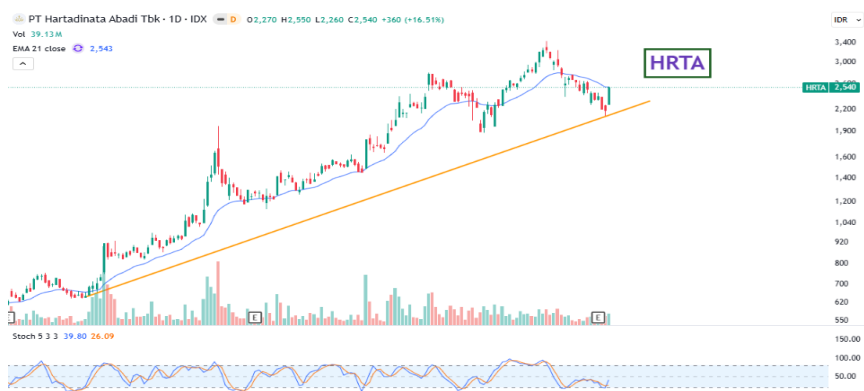 PT Hartadinata Abadi Tbk · 1D · IDX D O2,270 H2,550 L2,260 C2,540 +360 (+16.51%)
IDR
Vol 39.13M
EMA 21 close 2,543
HRTA
3,400
3,000
HRTA 2,540
2,200
1,900
1,600
1,400
1,200
1,040
920
800
700
620
550
E
E
E
Stoch 5 3 3 39.80 26.09
150.00
100.00
50.00